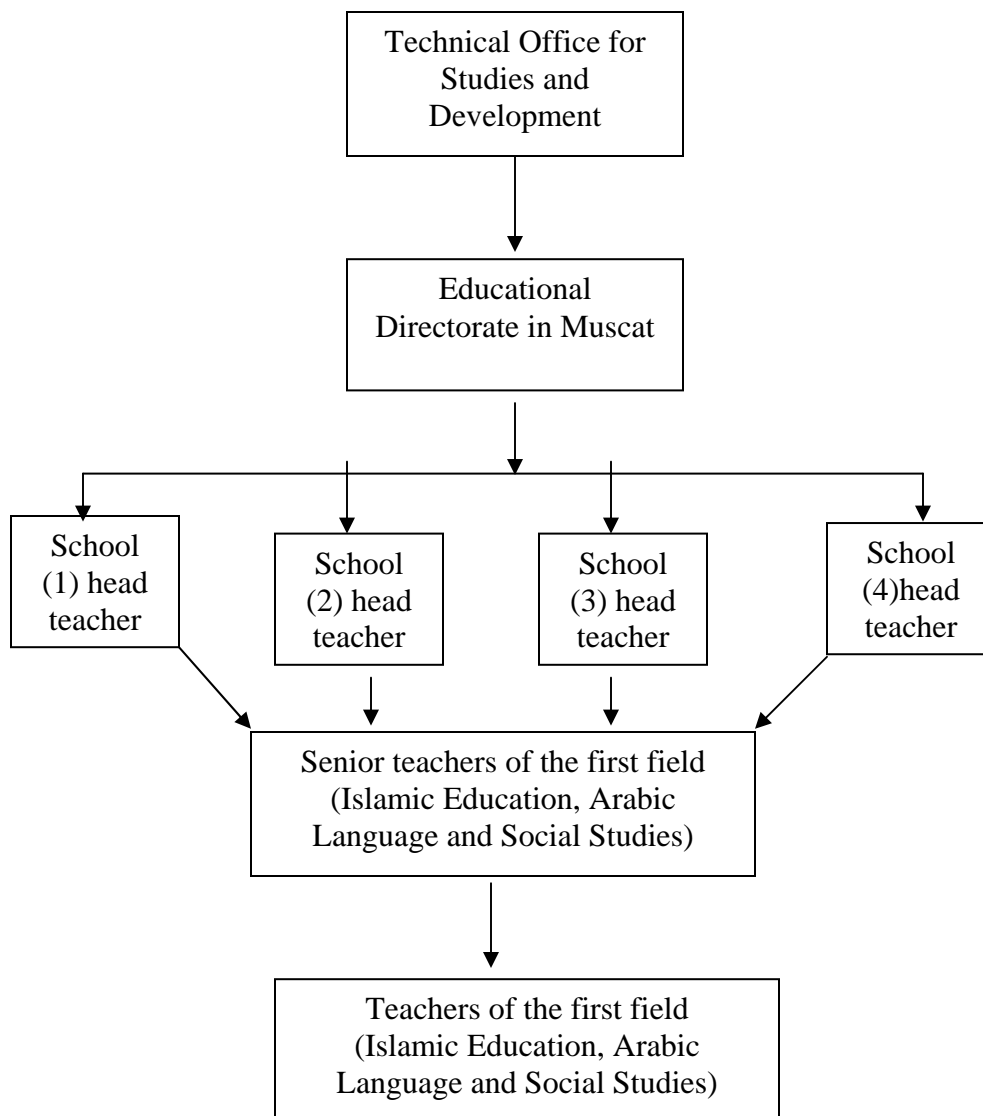 Technical Office for
Studies and
Development
Educational
Directorate in Muscat
School
(1) head
teacher
School
(2) head
teacher
School
(3) head
teacher
School
(4)head
teacher
Senior teachers of the first field
(Islamic Education, Arabic
Language and Social Studies)
Teachers of the first field
(Islamic Education, Arabic
Language and Social Studies)